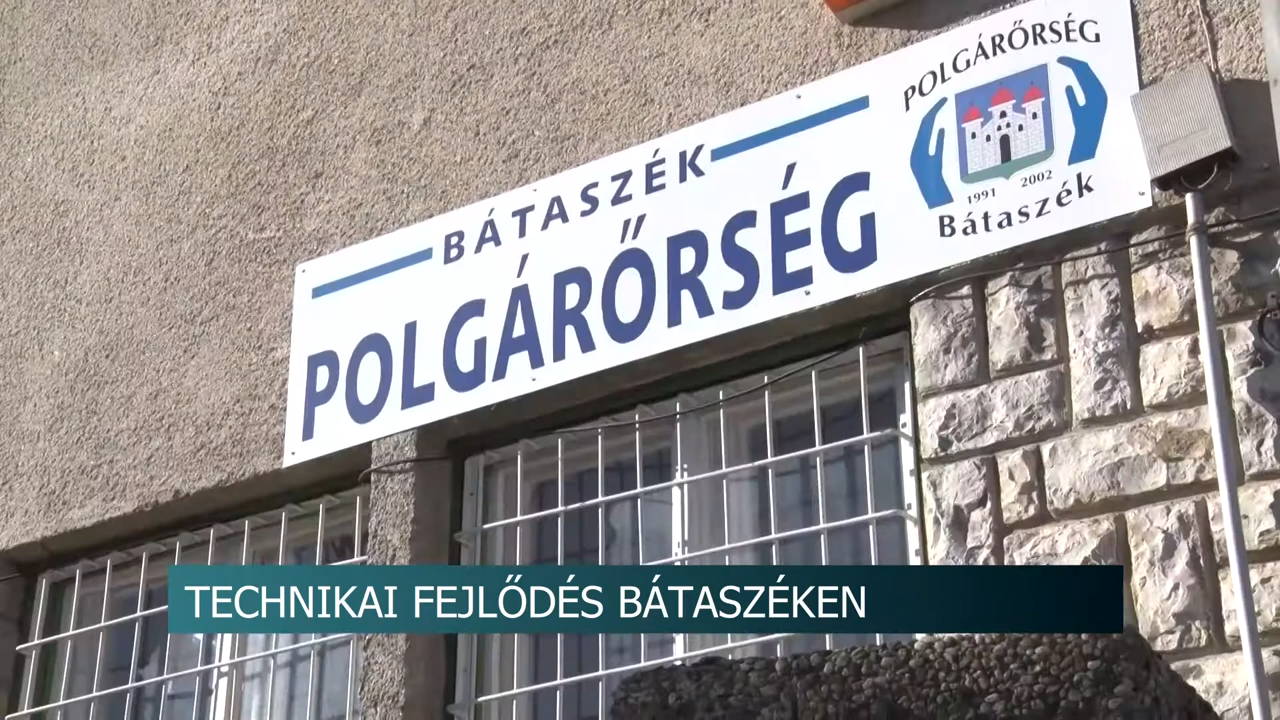 BÁTASZÉK
POLGÁRŐRSÉG
POLGÁRŐRSÉG
1991 2002
Bátaszék
TECHNIKAI FEJLŐDÉS BÁTASZÉKEN